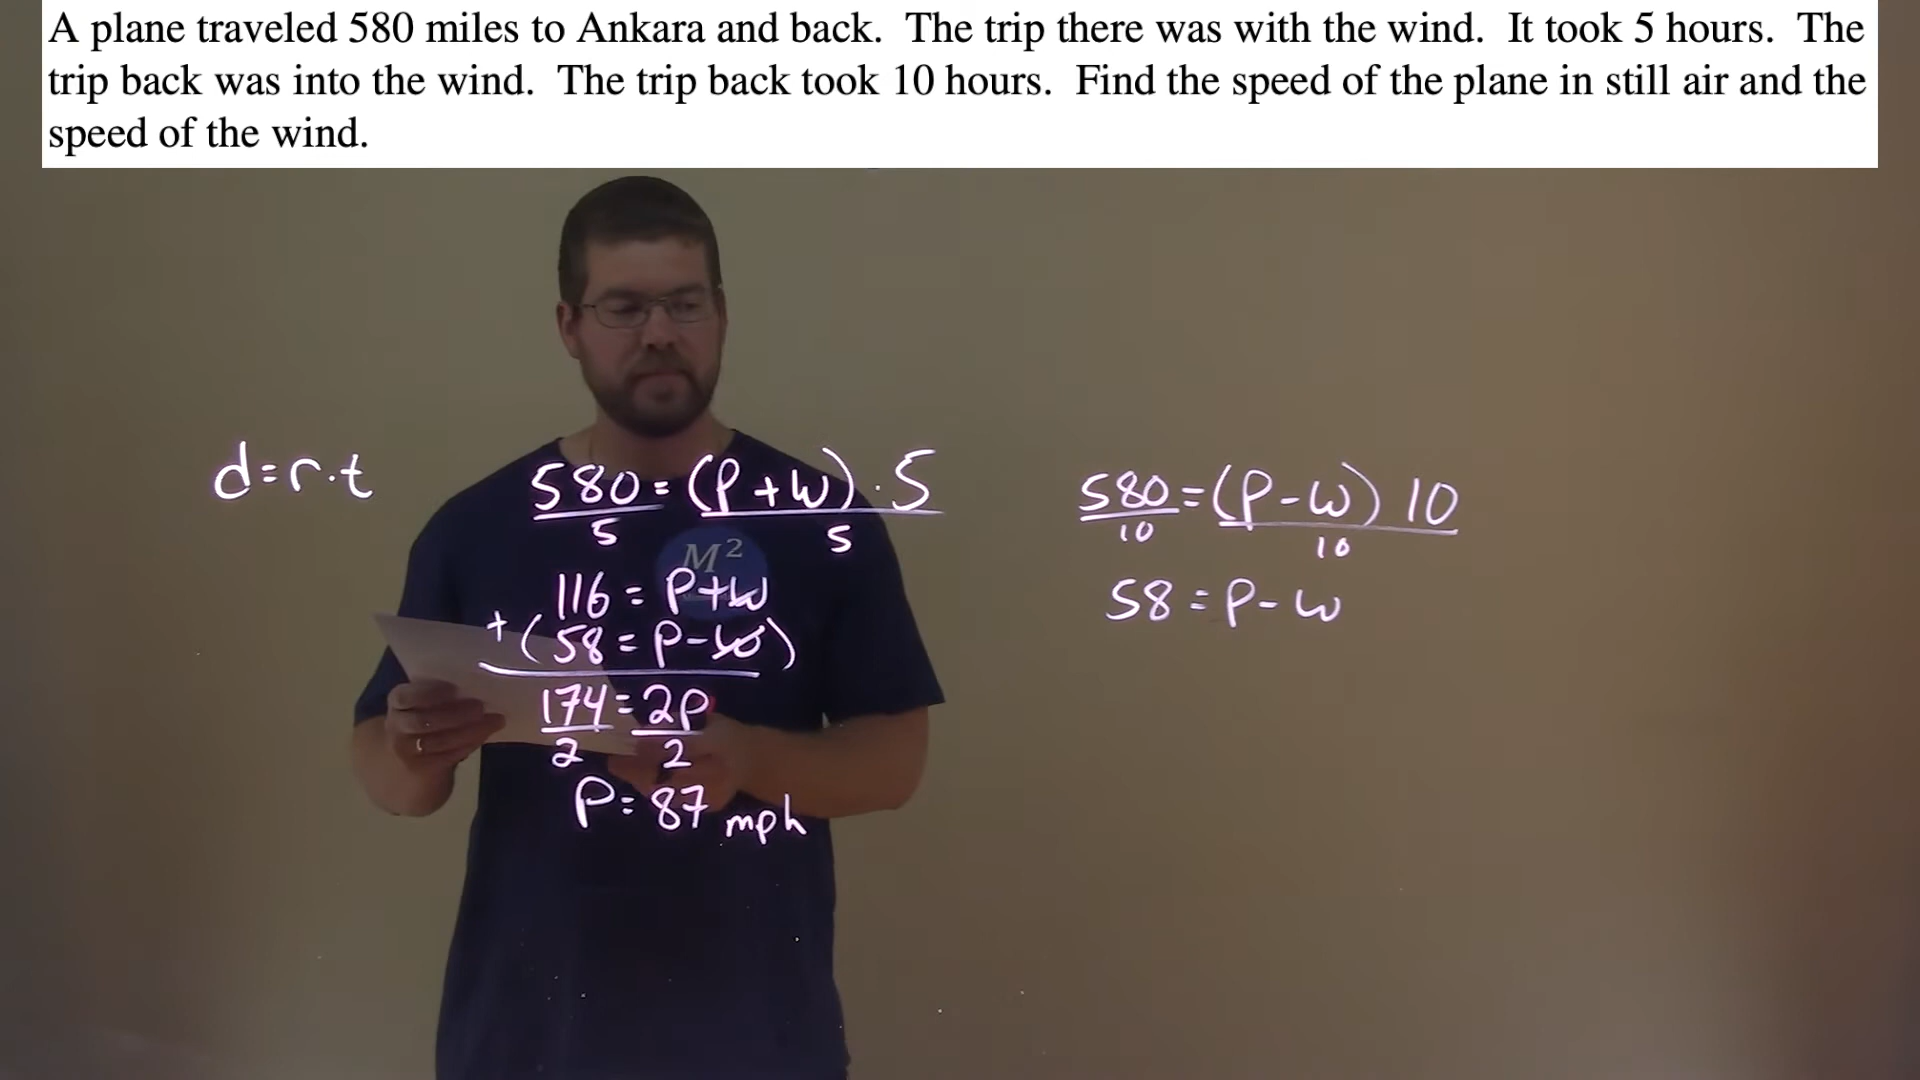 A plane traveled 580 miles to Ankara and back. The trip there was with the wind. It took 5 hours. The
trip back was into the wind. The trip back took 10 hours. Find the speed of the plane in still air and the
speed of the wind.
d=r·t
580=(P+W)·5
5 5
M²
116=P+W
+(58=P-W)
174=2P
2 2
P=87 mph
580=(P-W)10
10 10
58=P-W